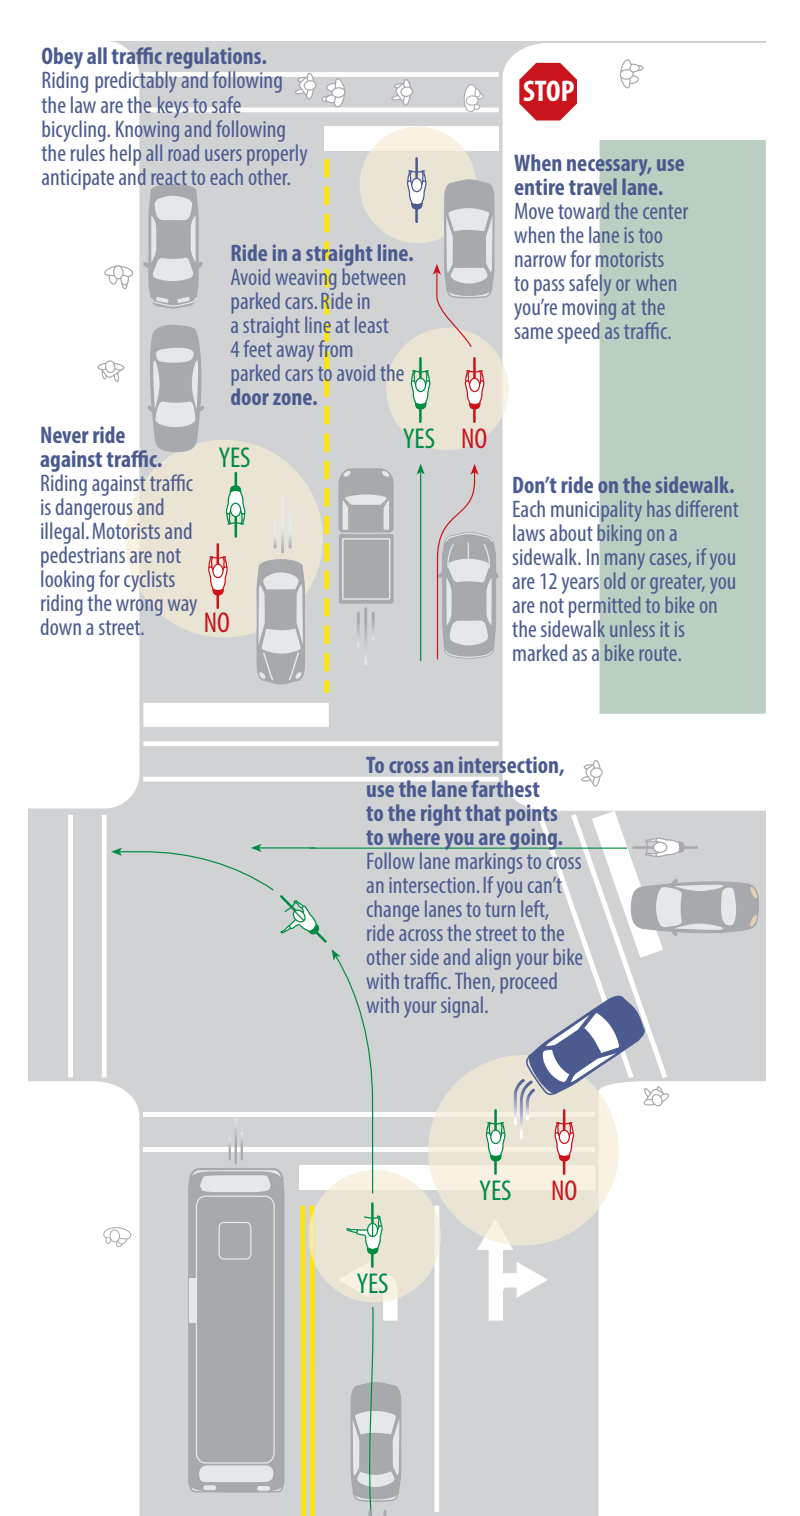 Obey all traffic regulations.
Riding predictably and following
the law are the keys to safe
bicycling. Knowing and following
the rules help all road users properly
anticipate and react to each other.
STOP
When necessary, use
entire travel lane.
Move toward the center
when the lane is too
narrow for motorists
to pass safely or when
you're moving at the
same speed as traffic.
Ride in a straight line.
Avoid weaving between
parked cars. Ride in
a straight line at least
4 feet away from
parked cars to avoid the
door zone.
YES
NO
Never ride
against traffic.
Riding against traffic
is dangerous and
illegal. Motorists and
pedestrians are not
looking for cyclists
riding the wrong way
down a street.
YES
NO
Don't ride on the sidewalk.
Each municipality has different
laws about biking on a
sidewalk. In many cases, if you
are 12 years old or greater, you
are not permitted to bike on
the sidewalk unless it is
marked as a bike route.
To cross an intersection,
use the lane farthest
to the right that points
to where you are going.
Follow lane markings to cross
an intersection. If you can't
change lanes to turn left,
ride across the street to the
other side and align your bike
with traffic. Then, proceed
with your signal.
YES
NO
YES